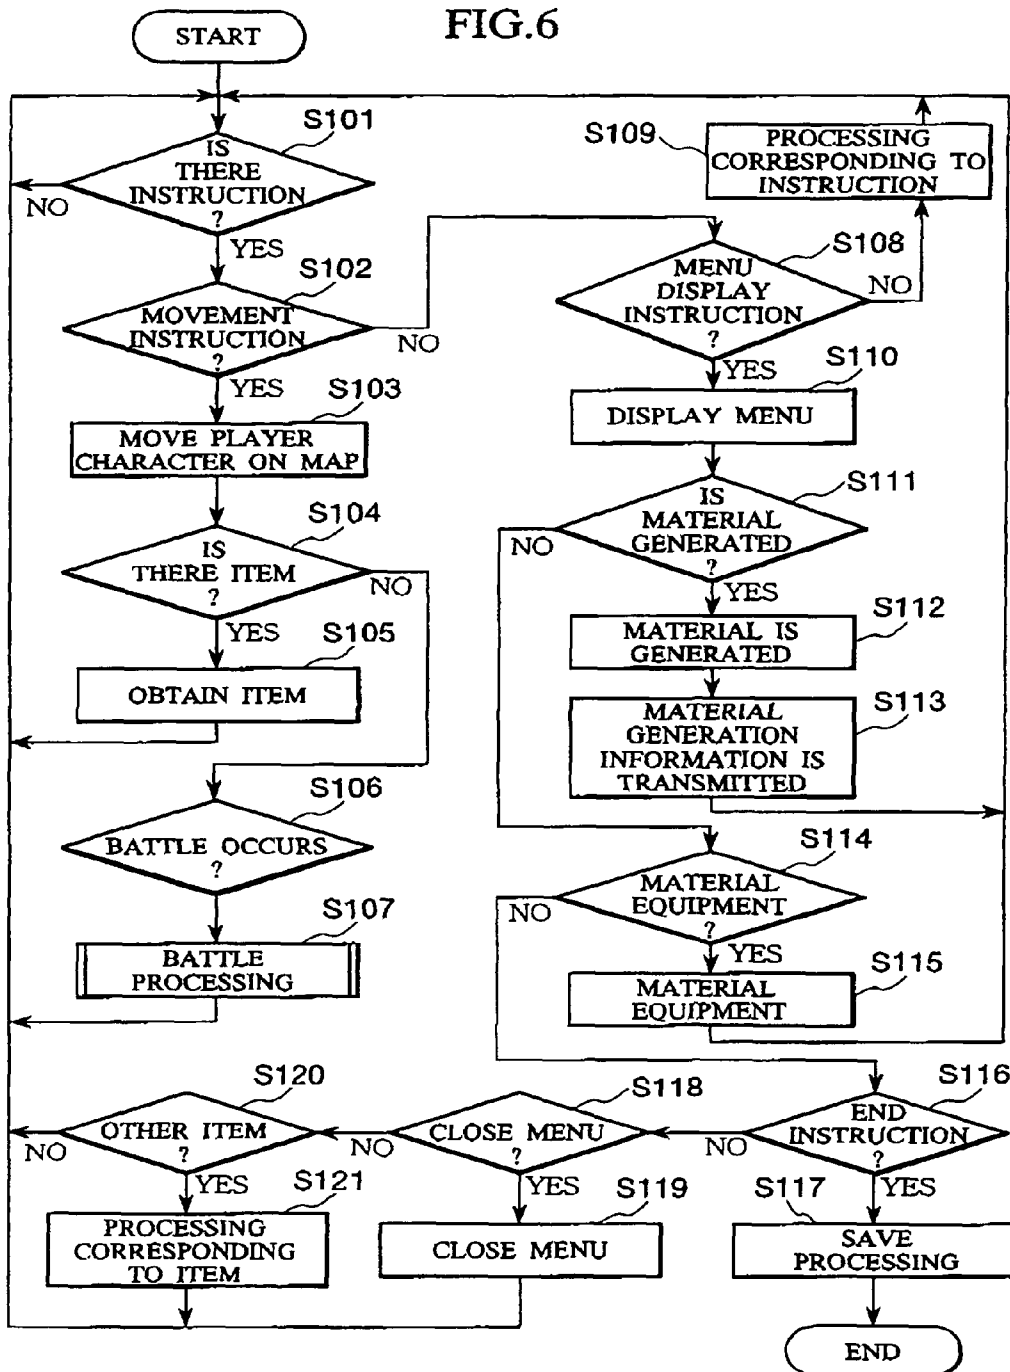 FIG.6
START
S101
IS
THERE
INSTRUCTION
?
NO
YES
S102
MOVEMENT
INSTRUCTION
?
NO
YES
S103
MOVE PLAYER
CHARACTER ON MAP
S104
IS
THERE ITEM
?
NO
YES
S105
OBTAIN ITEM
S106
BATTLE OCCURS
?
S107
BATTLE
PROCESSING
S109
PROCESSING
CORRESPONDING TO
INSTRUCTION
S108
MENU
DISPLAY
INSTRUCTION
?
NO
YES
S110
DISPLAY MENU
S111
IS
MATERIAL
GENERATED
?
NO
YES
S112
MATERIAL IS
GENERATED
S113
MATERIAL
GENERATION
INFORMATION IS
TRANSMITTED
S114
MATERIAL
EQUIPMENT
?
NO
YES
S115
MATERIAL
EQUIPMENT
S116
END
INSTRUCTION
?
NO
YES
S117
SAVE
PROCESSING
END
S118
CLOSE MENU
?
NO
YES
S119
CLOSE MENU
S120
OTHER ITEM
?
NO
YES
S121
PROCESSING
CORRESPONDING
TO ITEM